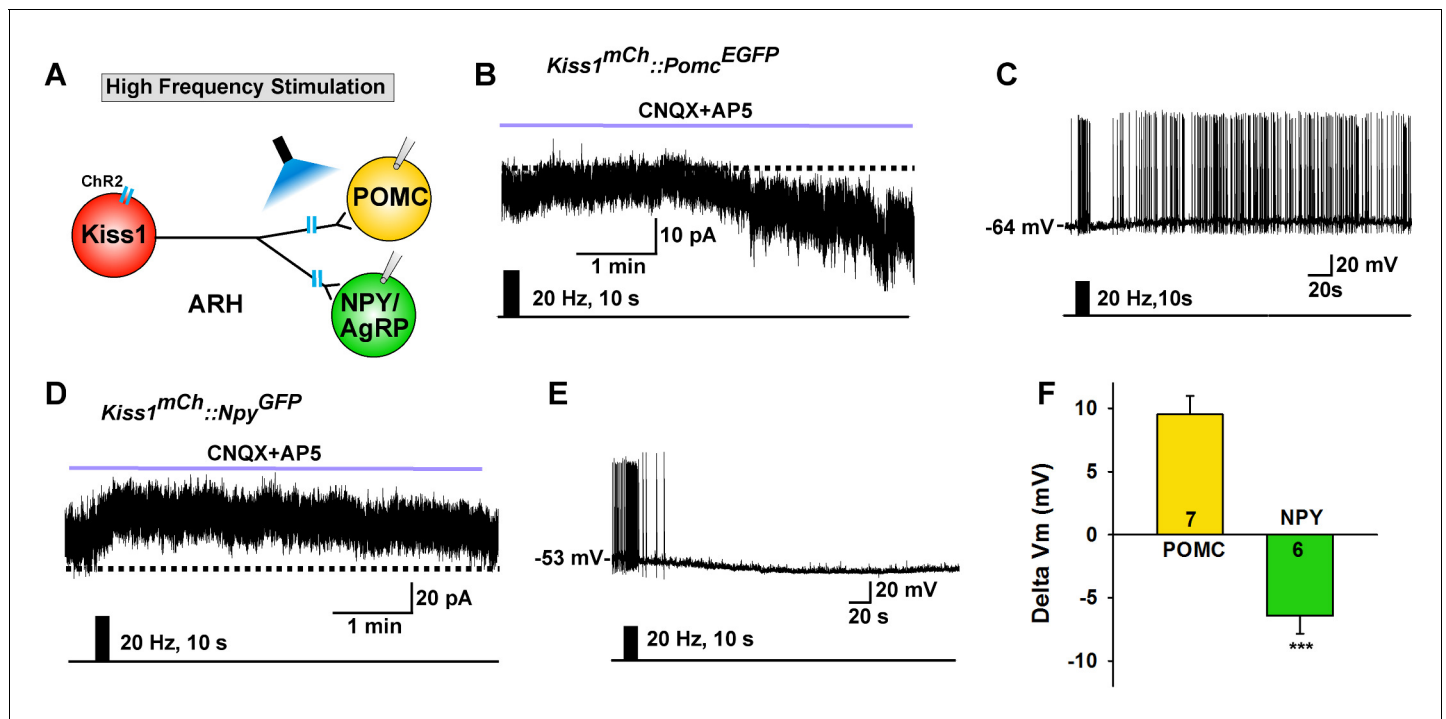 A
High Frequency Stimulation
ChR2
Kiss1
POMC
NPY/
AgRP
ARH
B
Kiss1mCh::PomcEGFP
CNQX+AP5
10 pA
1 min
20 Hz, 10 s
C
-64 mV
20 mV
20s
20 Hz,10s
D
Kiss1mCh::NpyGFP
CNQX+AP5
20 pA
1 min
20 Hz, 10 s
E
-53 mV
20 mV
20 s
20 Hz, 10 s
F
Delta Vm (mV)
10
5
0
-5
-10
7
POMC
NPY
6
***